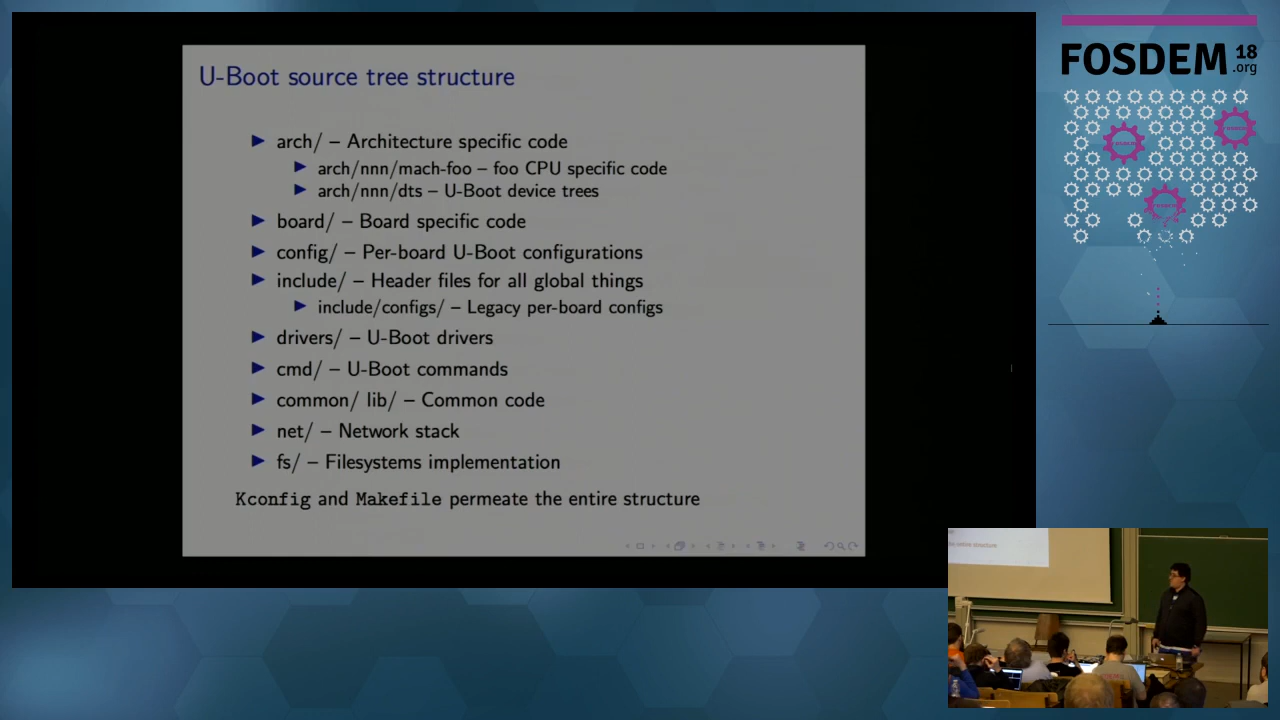 U-Boot source tree structure
arch/ – Architecture specific code
arch/nnn/mach-foo – foo CPU specific code
arch/nnn/dts – U-Boot device trees
board/ – Board specific code
config/ – Per-board U-Boot configurations
include/ – Header files for all global things
include/configs/ – Legacy per-board configs
drivers/ – U-Boot drivers
cmd/ – U-Boot commands
common/ lib/ – Common code
net/ – Network stack
fs/ – Filesystems implementation
Kconfig and Makefile permeate the entire structure
FOSDEM 18
.org